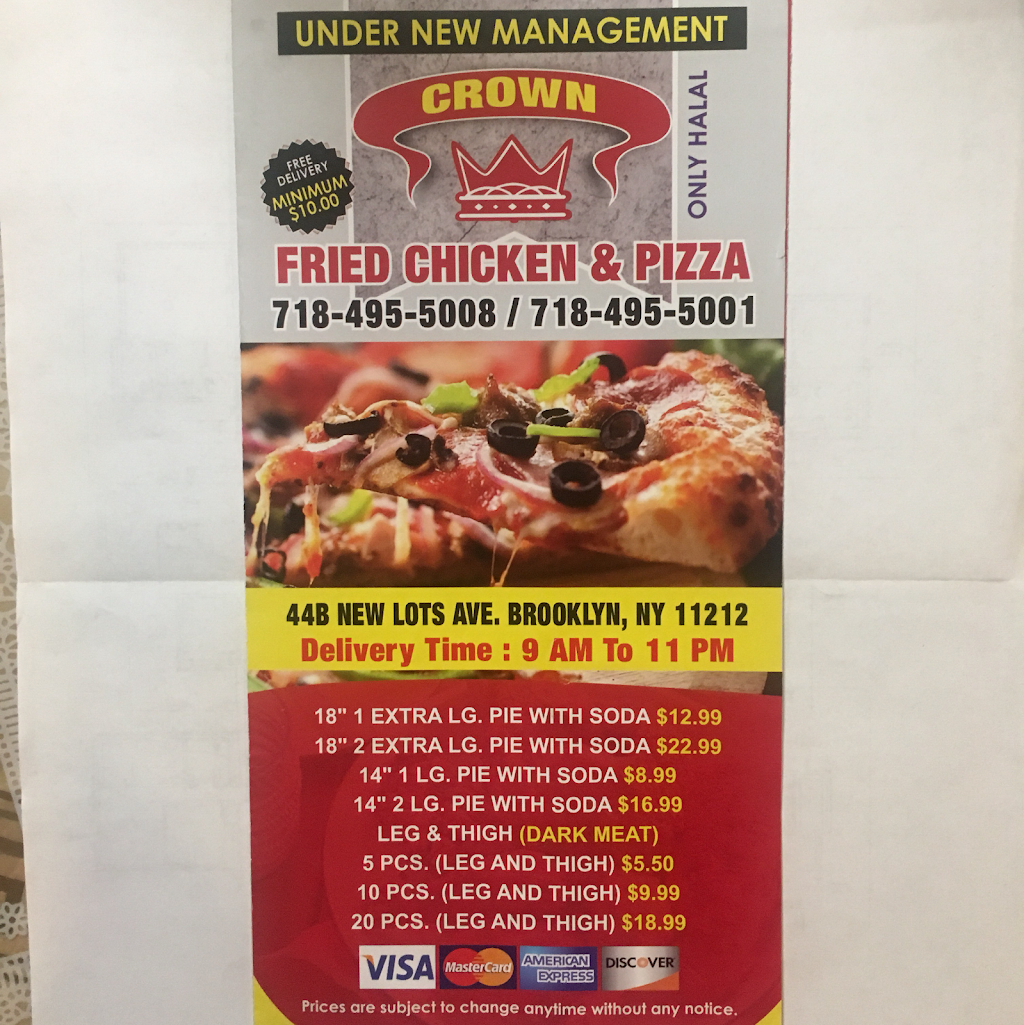 UNDER NEW MANAGEMENT
CROWN
ONLY HALAL
FREE
DELIVERY
MINIMUM
$10.00
FRIED CHICKEN & PIZZA
718-495-5008 / 718-495-5001
44B NEW LOTS AVE. BROOKLYN, NY 11212
Delivery Time : 9 AM To 11 PM
18" 1 EXTRA LG. PIE WITH SODA $12.99
18" 2 EXTRA LG. PIE WITH SODA $22.99
14" 1 LG. PIE WITH SODA $8.99
14" 2 LG. PIE WITH SODA $16.99
LEG & THIGH (DARK MEAT)
5 PCS. (LEG AND THIGH) $5.50
10 PCS. (LEG AND THIGH) $9.99
20 PCS. (LEG AND THIGH) $18.99
VISA MasterCard AMERICAN EXPRESS DISCOVER
Prices are subject to change anytime without any notice.